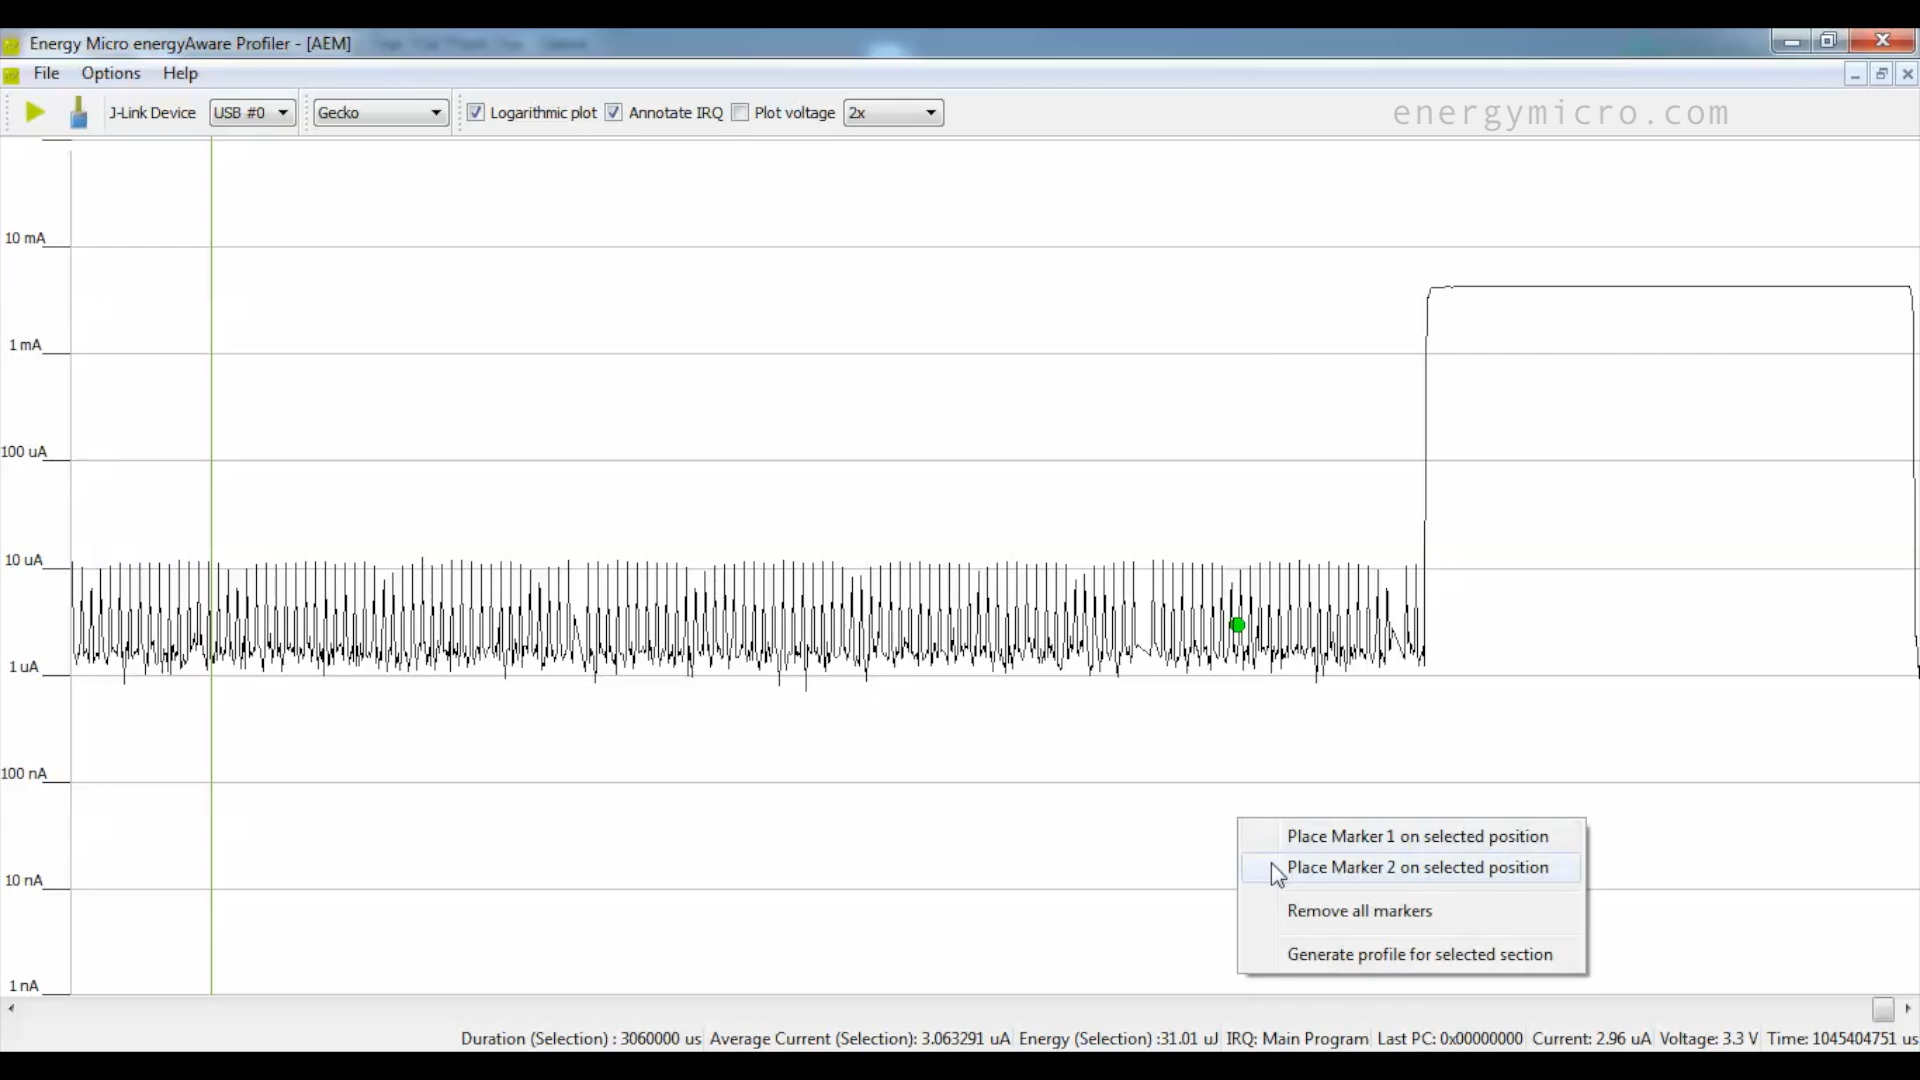 Energy Micro energyAware Profiler - [AEM]
File Options Help
J-Link Device USB #0 Gecko Logarithmic plot Annotate IRQ Plot voltage 2x energymicro.com
10 mA
1 mA
100 uA
10 uA
1 uA
100 nA
10 nA
1 nA
Place Marker 1 on selected position
Place Marker 2 on selected position
Remove all markers
Generate profile for selected section
Duration (Selection) : 3060000 us Average Current (Selection): 3.063291 uA Energy (Selection) :31.01 uJ IRQ: Main Program Last PC: 0x00000000 Current: 2.96 uA Voltage: 3.3 V Time: 1045404751 us